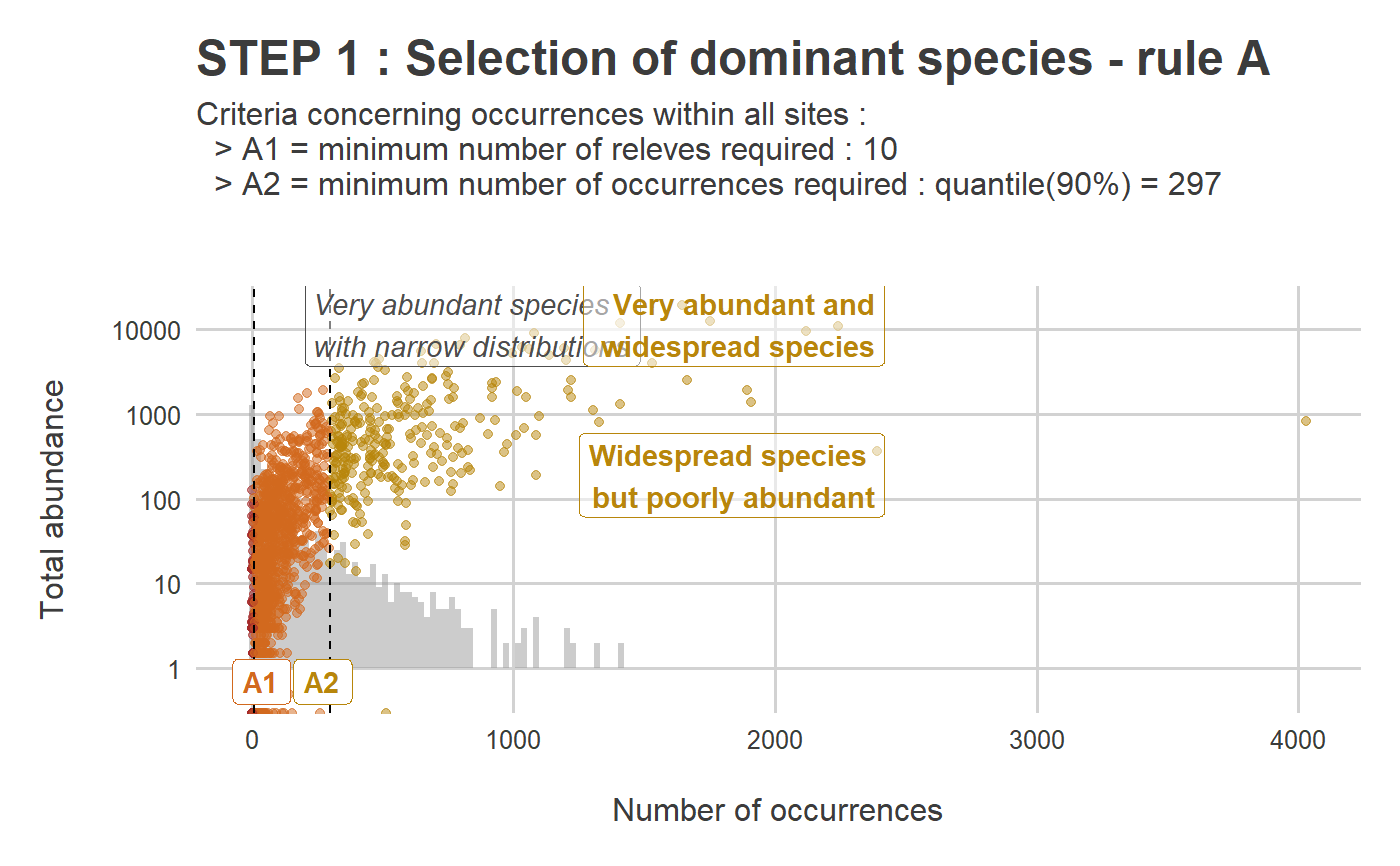 STEP 1 : Selection of dominant species - rule A
Criteria concerning occurrences within all sites :
> A1 = minimum number of releves required : 10
> A2 = minimum number of occurrences required : quantile(90%) = 297
Very abundant species
with narrow distributions
Very abundant and
widespread species
Widespread species
but poorly abundant
10000
1000
100
10
1
Total abundance
A1
A2
0
1000
2000
3000
4000
Number of occurrences